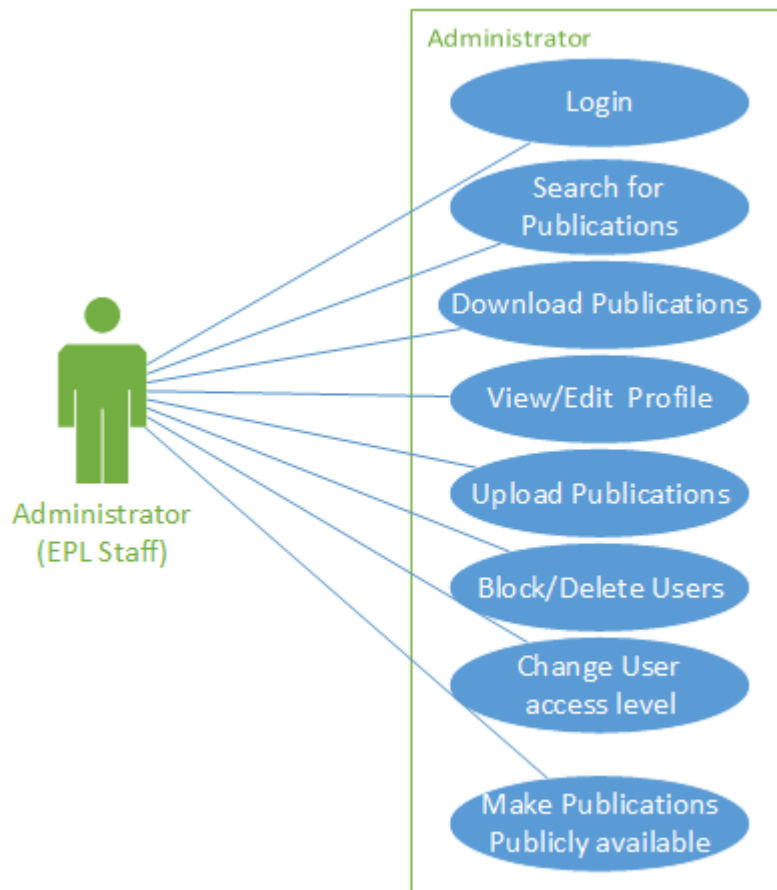 Administrator
Login
Search for
Publications
Download Publications
View/Edit  Profile
Upload Publications
Administrator
(EPL Staff)
Block/Delete Users
Change User
access level
Make Publications
Publicly available